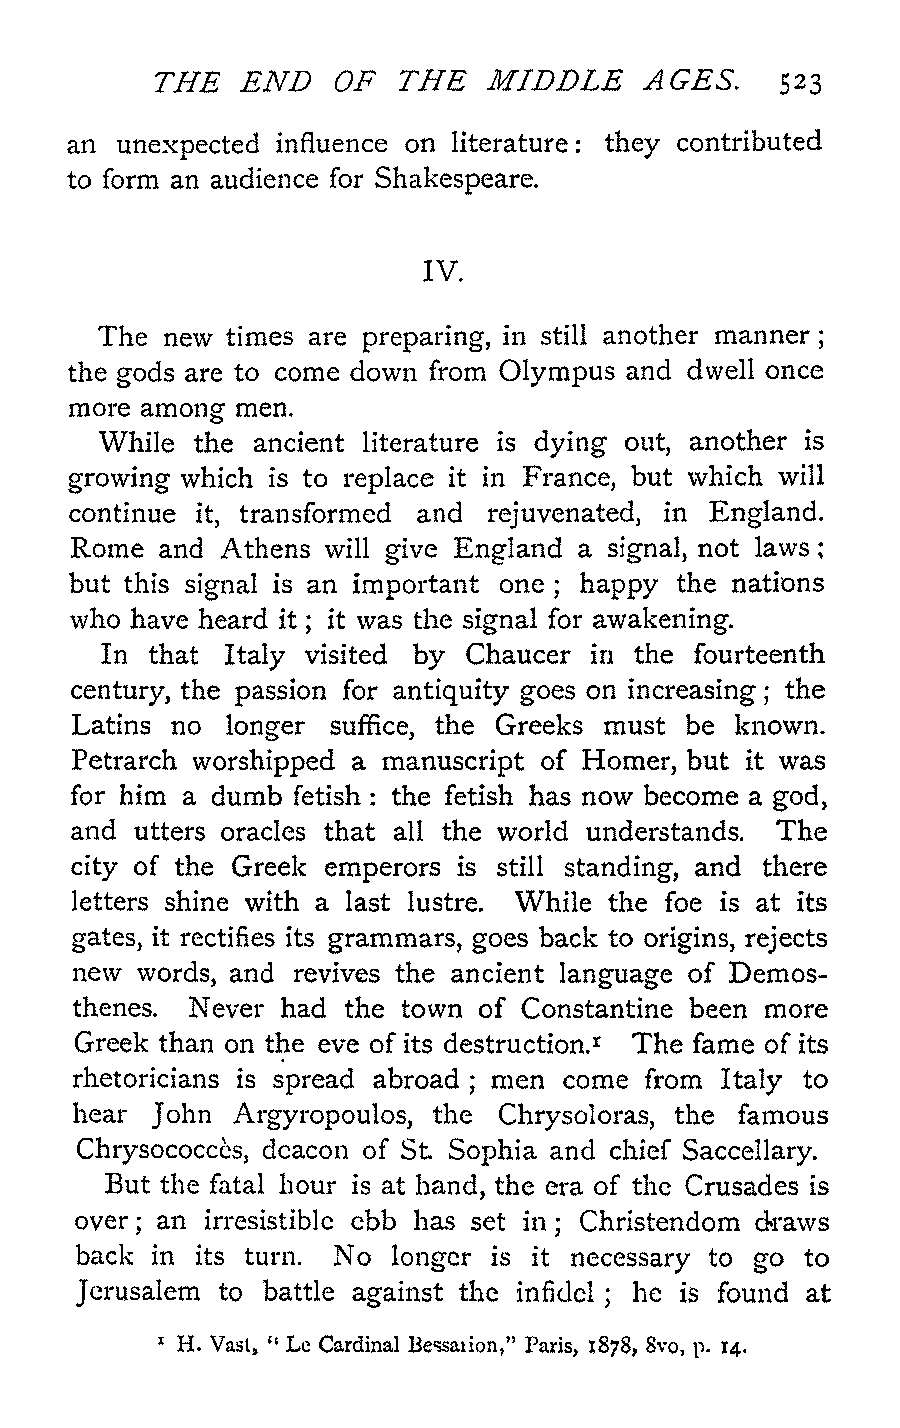 THE END OF THE MIDDLE AGES. 523
an unexpected influence on literature: they contributed
to form an audience for Shakespeare.
IV.
The new times are preparing, in still another manner;
the gods are to come down from Olympus and dwell once
more among men.
While the ancient literature is dying out, another is
growing which is to replace it in France, but which will
continue it, transformed and rejuvenated, in England.
Rome and Athens will give England a signal, not laws;
but this signal is an important one; happy the nations
who have heard it; it was the signal for awakening.
In that Italy visited by Chaucer in the fourteenth
century, the passion for antiquity goes on increasing; the
Latins no longer suffice, the Greeks must be known.
Petrarch worshipped a manuscript of Homer, but it was
for him a dumb fetish: the fetish has now become a god,
and utters oracles that all the world understands. The
city of the Greek emperors is still standing, and there
letters shine with a last lustre. While the foe is at its
gates, it rectifies its grammars, goes back to origins, rejects
new words, and revives the ancient language of Demos-
thenes. Never had the town of Constantine been more
Greek than on the eve of its destruction.¹ The fame of its
rhetoricians is spread abroad; men come from Italy to
hear John Argyropoulos, the Chrysoloras, the famous
Chrysococcès, deacon of St. Sophia and chief Saccellary.
But the fatal hour is at hand, the era of the Crusades is
over; an irresistible ebb has set in; Christendom draws
back in its turn. No longer is it necessary to go to
Jerusalem to battle against the infidel; he is found at
¹ H. Vast, "Le Cardinal Bessarion," Paris, 1878, 8vo, p. 14.